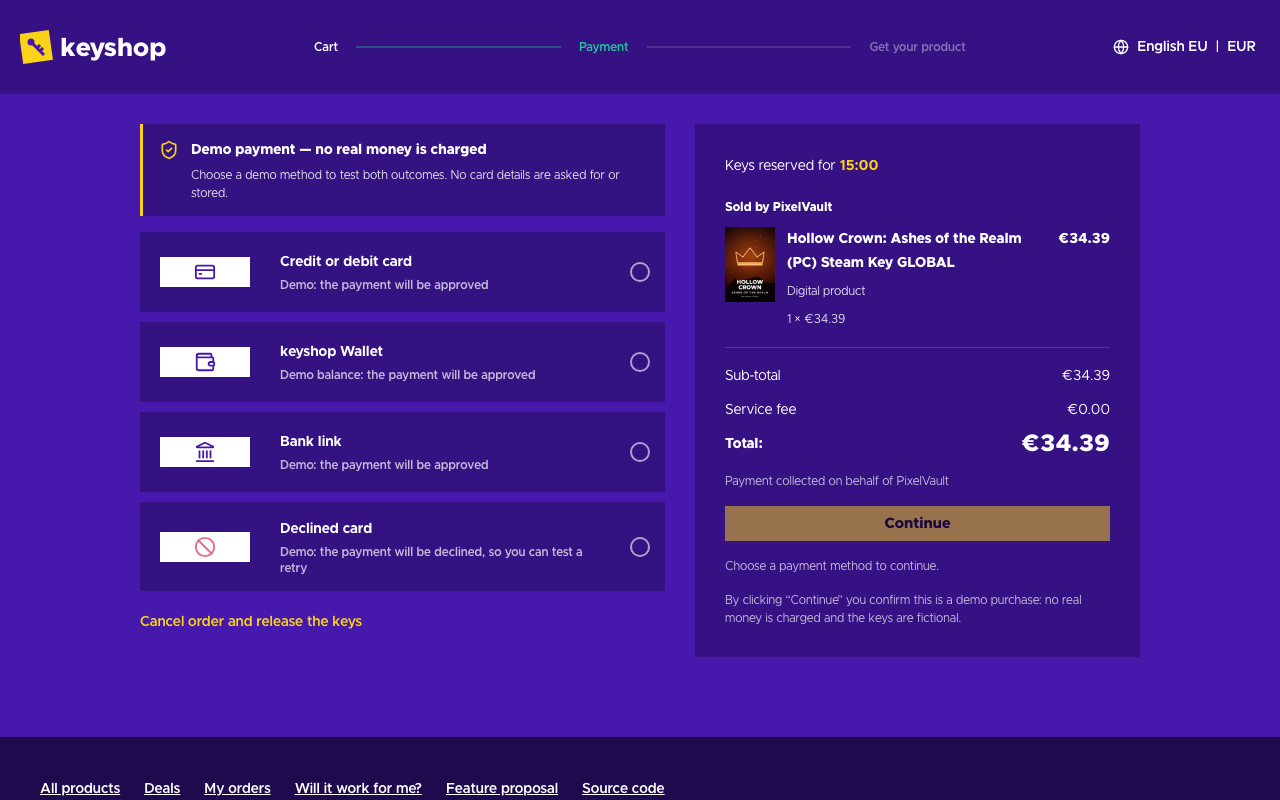 keyshop
Cart
Payment
Get your product
English EU | EUR
Demo payment — no real money is charged
Choose a demo method to test both outcomes. No card details are asked for or
stored.
Credit or debit card
Demo: the payment will be approved
keyshop Wallet
Demo balance: the payment will be approved
Bank link
Demo: the payment will be approved
Declined card
Demo: the payment will be declined, so you can test a
retry
Cancel order and release the keys
Keys reserved for 15:00
Sold by PixelVault
HOLLOW
CROWN
Hollow Crown: Ashes of the Realm €34.39
(PC) Steam Key GLOBAL
Digital product
1 × €34.39
Sub-total €34.39
Service fee €0.00
Total: €34.39
Payment collected on behalf of PixelVault
Continue
Choose a payment method to continue.
By clicking “Continue” you confirm this is a demo purchase: no real
money is charged and the keys are fictional.
All products
Deals
My orders
Will it work for me?
Feature proposal
Source code